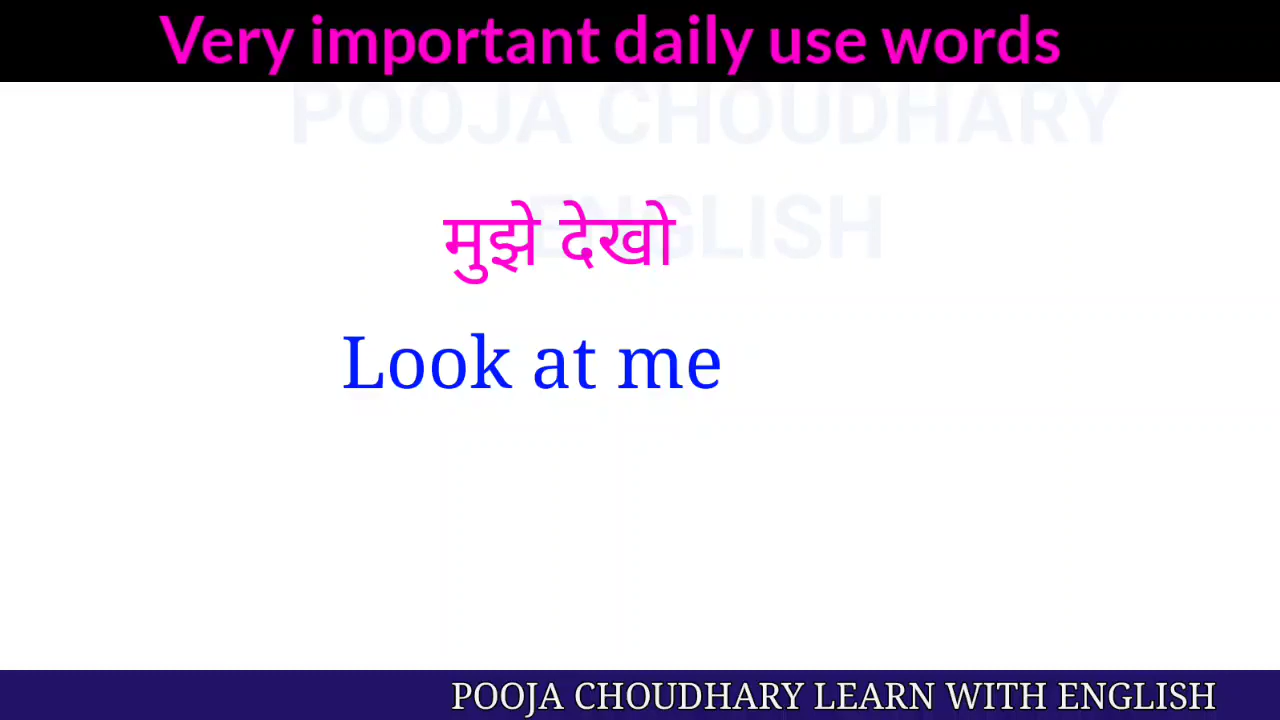 Very important daily use words
POOJA CHOUDHARY
ENGLISH
मुझे देखो
Look at me
POOJA CHOUDHARY LEARN WITH ENGLISH